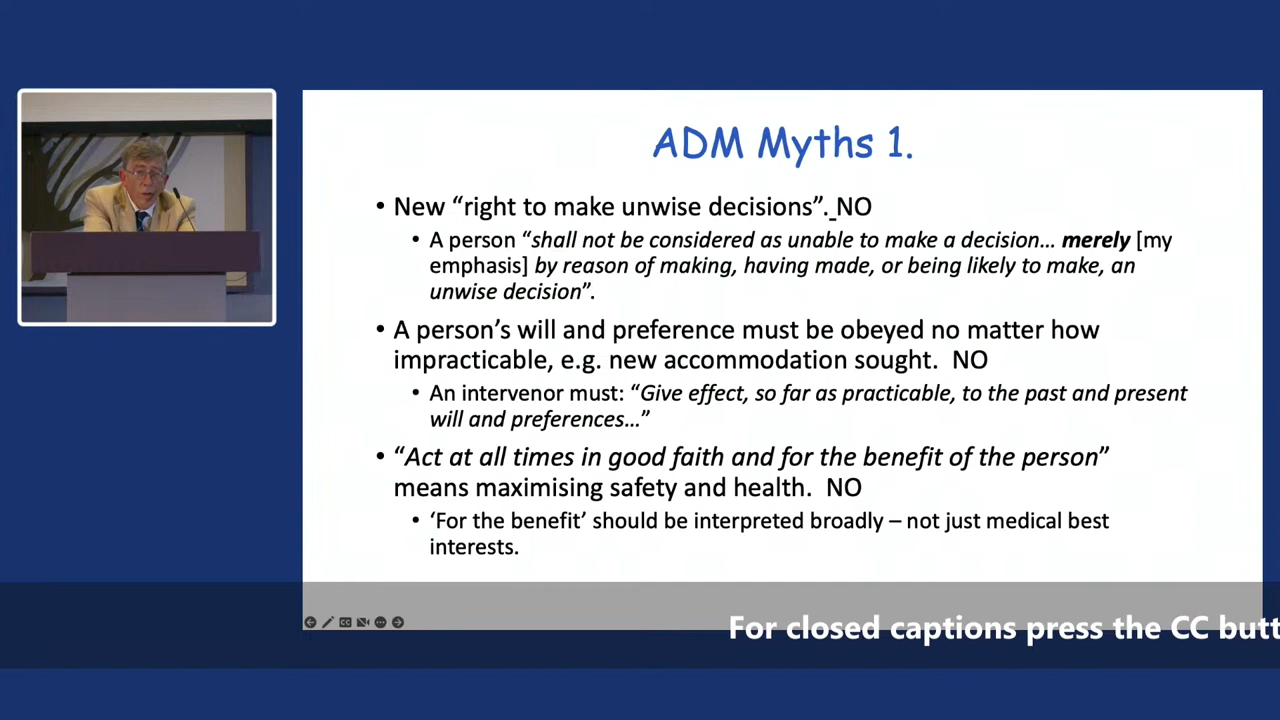 ADM Myths 1.
• New “right to make unwise decisions”. NO
• A person “shall not be considered as unable to make a decision… merely [my
emphasis] by reason of making, having made, or being likely to make, an
unwise decision”.
• A person’s will and preference must be obeyed no matter how
impracticable, e.g. new accommodation sought.  NO
• An intervenor must: “Give effect, so far as practicable, to the past and present
will and preferences…”
• “Act at all times in good faith and for the benefit of the person”
means maximising safety and health.  NO
• ‘For the benefit’ should be interpreted broadly – not just medical best
interests.
For closed captions press the CC butt